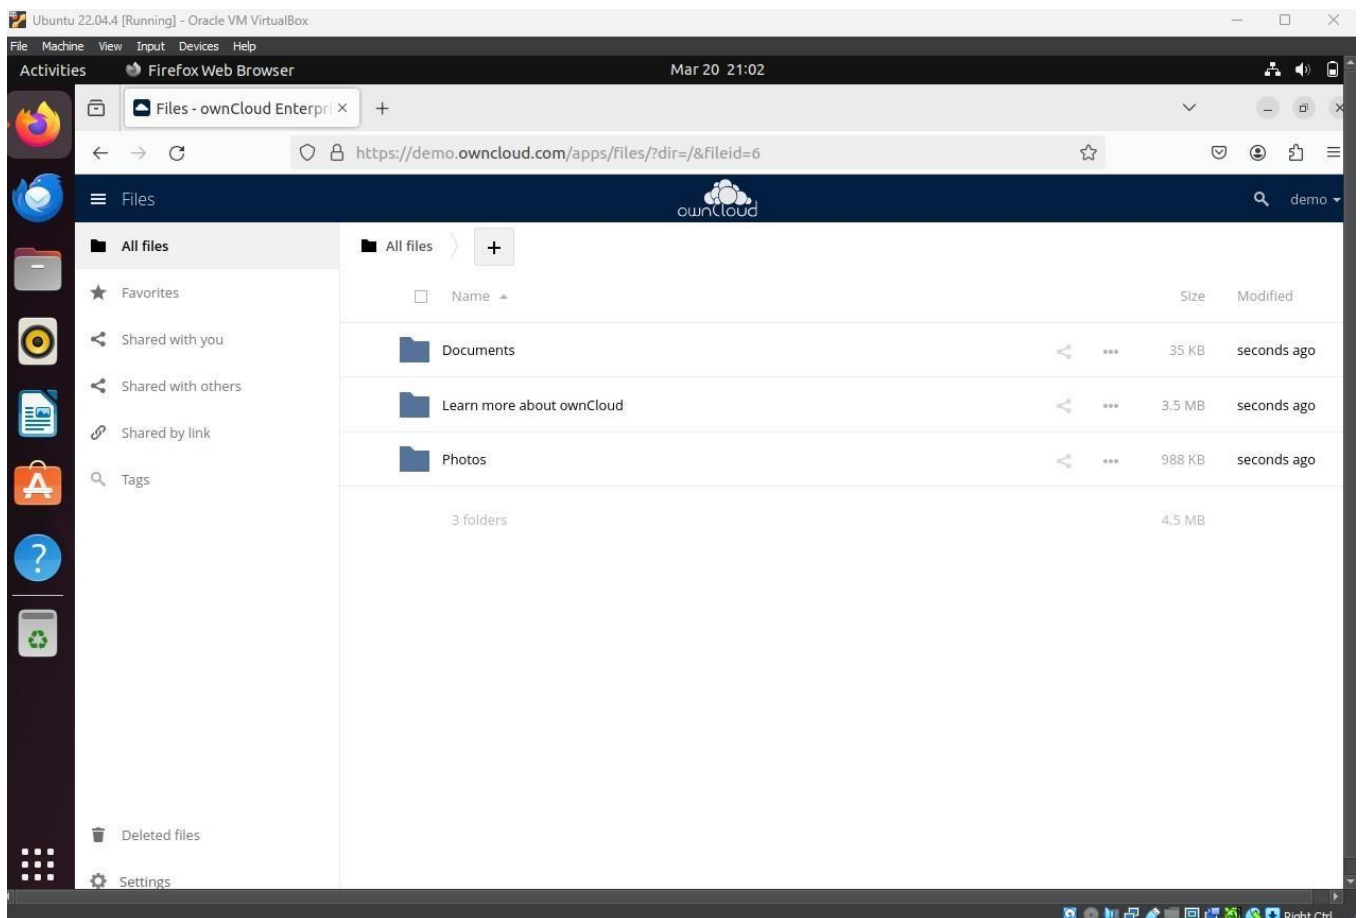 Ubuntu 22.04.4 [Running] - Oracle VM VirtualBox
File Machine View Input Devices Help
Activities Firefox Web Browser Mar 20 21:02
Files - ownCloud Enterpri
https://demo.owncloud.com/apps/files/?dir=/&fileid=6
Files ownCloud demo
All files
Favorites
Shared with you
Shared with others
Shared by link
Tags
Deleted files
Settings
All files +
Name Size Modified
Documents 35 KB seconds ago
Learn more about ownCloud 3.5 MB seconds ago
Photos 988 KB seconds ago
3 folders 4.5 MB
Right Ctrl